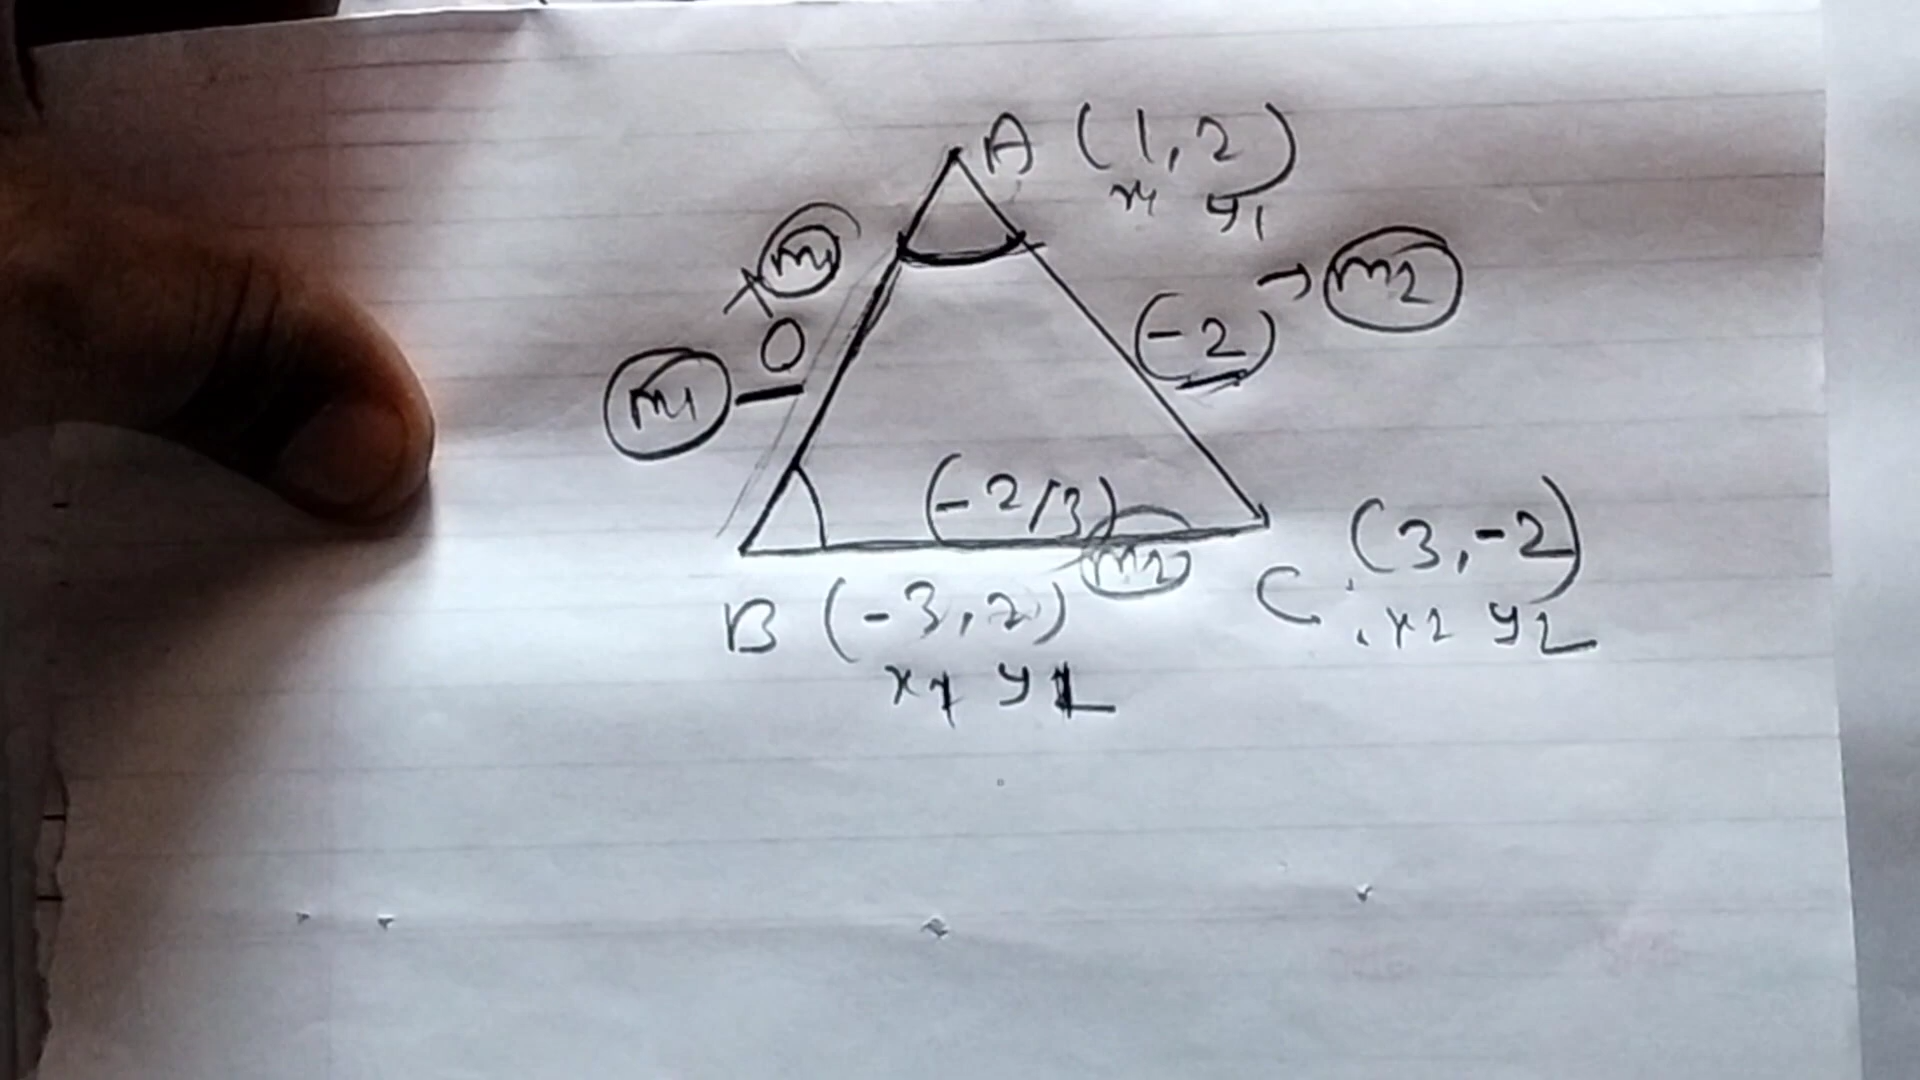 A (1, 2)
x1 y1
m1
m2
0
(-2)
m1
(-2/3)
m2
C (3, -2)
x2 y2
B (-3, 2)
x1 y1